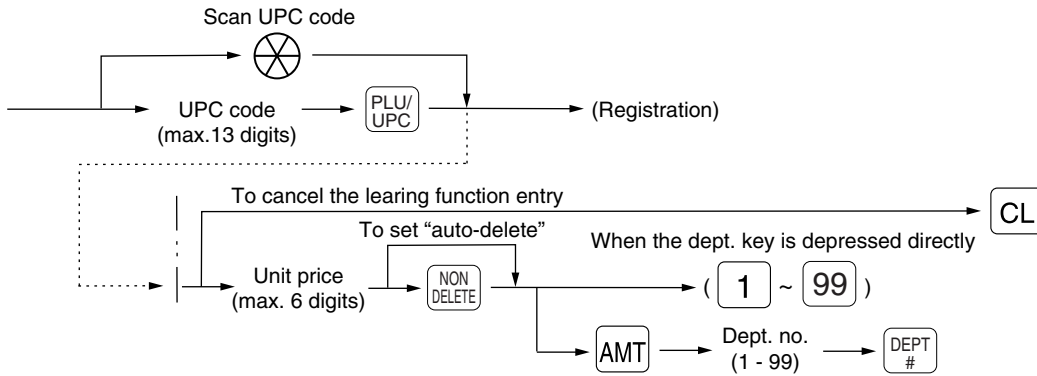 Scan UPC code
UPC code
(max.13 digits)
PLU/
UPC
(Registration)
To cancel the learing function entry
CL
To set “auto-delete”
When the dept. key is depressed directly
Unit price
(max. 6 digits)
NON
DELETE
( 1 ~ 99 )
AMT
Dept. no.
(1 - 99)
DEPT
#